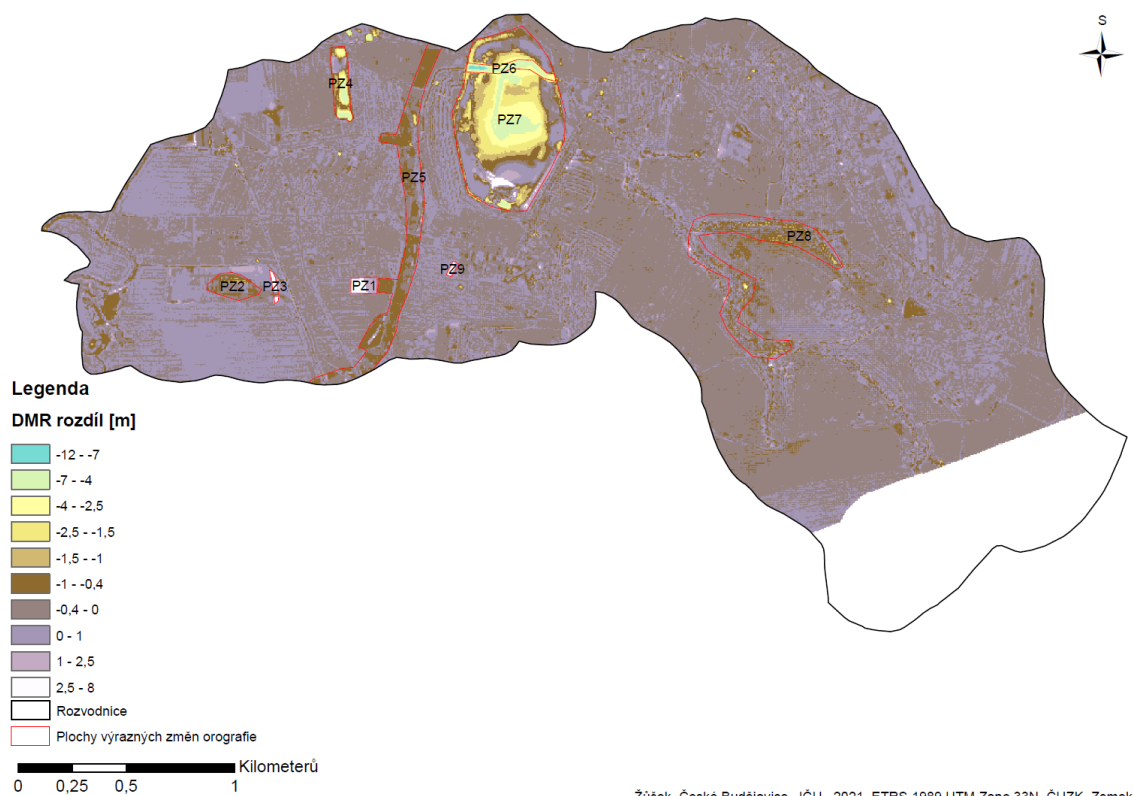 S
PZ4
PZ6
PZ7
PZ5
PZ8
PZ9
PZ2
PZ3
PZ1
Legenda
DMR rozdíl [m]
-12 - -7
-7 - -4
-4 - -2,5
-2,5 - -1,5
-1,5 - -1
-1 - -0,4
-0,4 - 0
0 - 1
1 - 2,5
2,5 - 8
Rozvodnice
Plochy výrazných změn orografie
Kilometerů
0 0,25 0,5 1